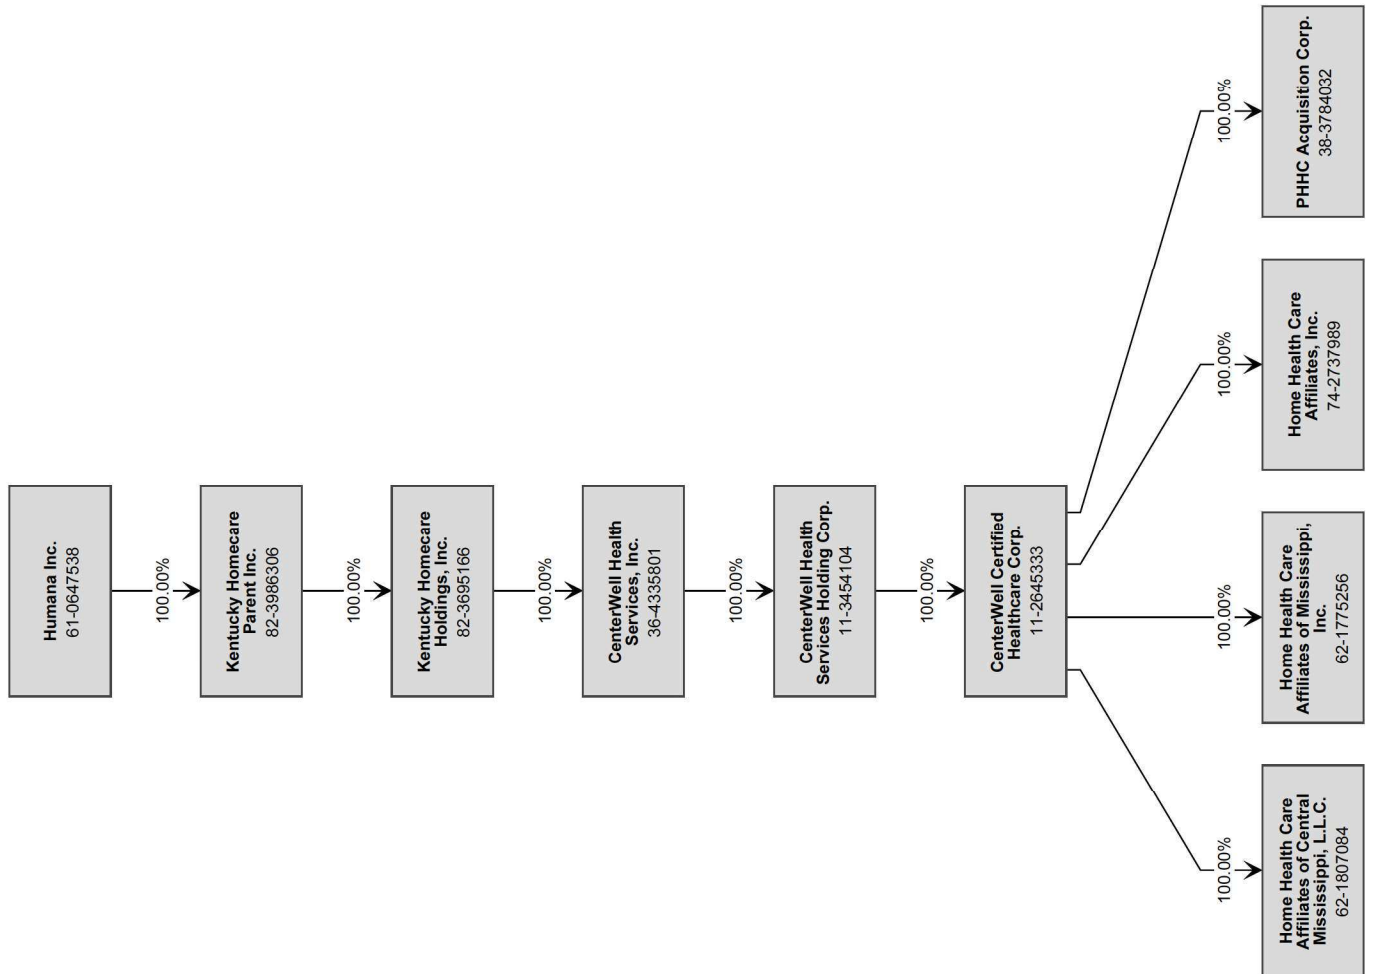 Humana Inc.
61-0647538
100.00%
Kentucky Homecare
Parent Inc.
82-3986306
100.00%
Kentucky Homecare
Holdings, Inc.
82-3695166
100.00%
CenterWell Health
Services, Inc.
36-4335801
100.00%
CenterWell Health
Services Holding Corp.
11-3454104
100.00%
CenterWell Certified
Healthcare Corp.
11-2645333
100.00%
100.00%
100.00%
100.00%
Home Health Care
Affiliates of Central
Mississippi, L.L.C.
62-1807084
Home Health Care
Affiliates of Mississippi,
Inc.
62-1775256
Home Health Care
Affiliates, Inc.
74-2737989
PHHC Acquisition Corp.
38-3784032